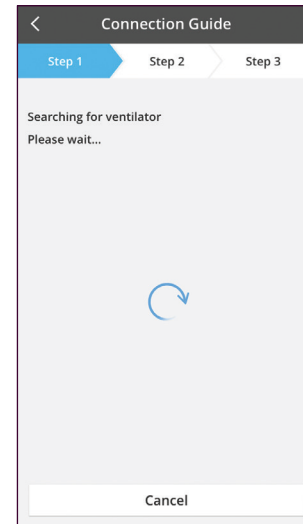 Connection Guide
Step 1 Step 2 Step 3
Searching for ventilator
Please wait...
Cancel